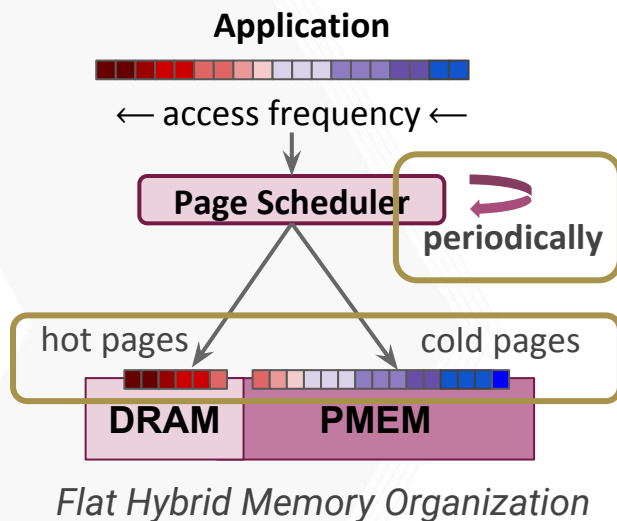 Application
← access frequency ←
Page Scheduler
periodically
hot pages
cold pages
DRAM
PMEM
Flat Hybrid Memory Organization